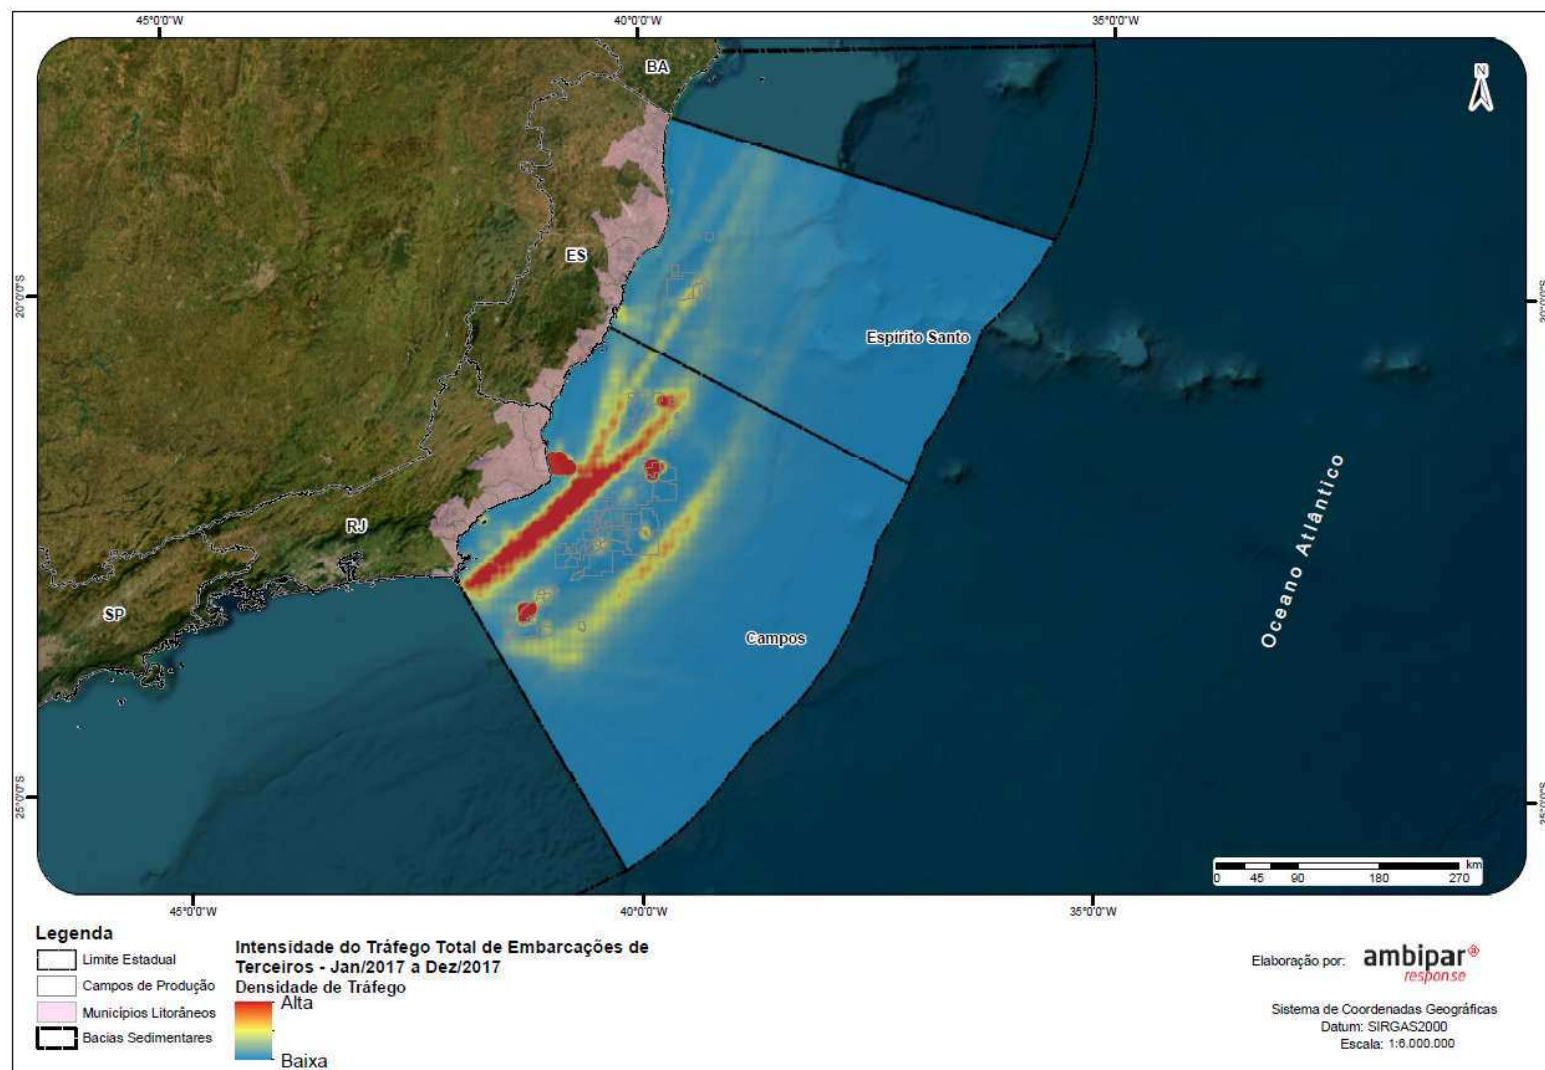 45°0'0"W
40°0'0"W
35°0'0"W
BA
N
ES
20°0'0"S
Espírito Santo
Oceano Atlântico
RJ
SP
Campos
25°0'0"S
km
0 45 90 180 270
45°0'0"W
40°0'0"W
35°0'0"W
Legenda
Limite Estadual
Campos de Produção
Municípios Litorâneos
Bacias Sedimentares
Intensidade do Tráfego Total de Embarcações de
Terceiros - Jan/2017 a Dez/2017
Densidade de Tráfego
Alta
Baixa
Elaboração por:
ambipar
response
Sistema de Coordenadas Geográficas
Datum: SIRGAS2000
Escala: 1:6.000.000